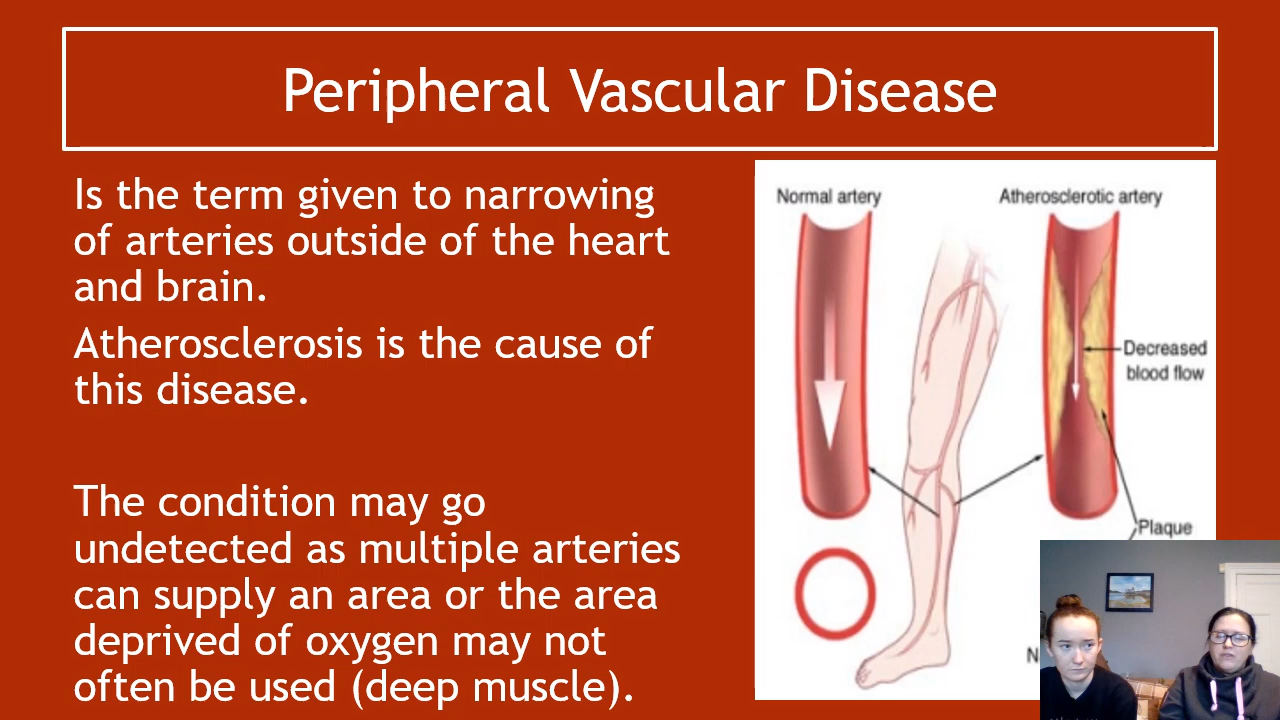 Peripheral Vascular Disease
Is the term given to narrowing
of arteries outside of the heart
and brain.
Atherosclerosis is the cause of
this disease.
The condition may go
undetected as multiple arteries
can supply an area or the area
deprived of oxygen may not
often be used (deep muscle).
Normal artery
Atherosclerotic artery
Decreased
blood flow
Plaque